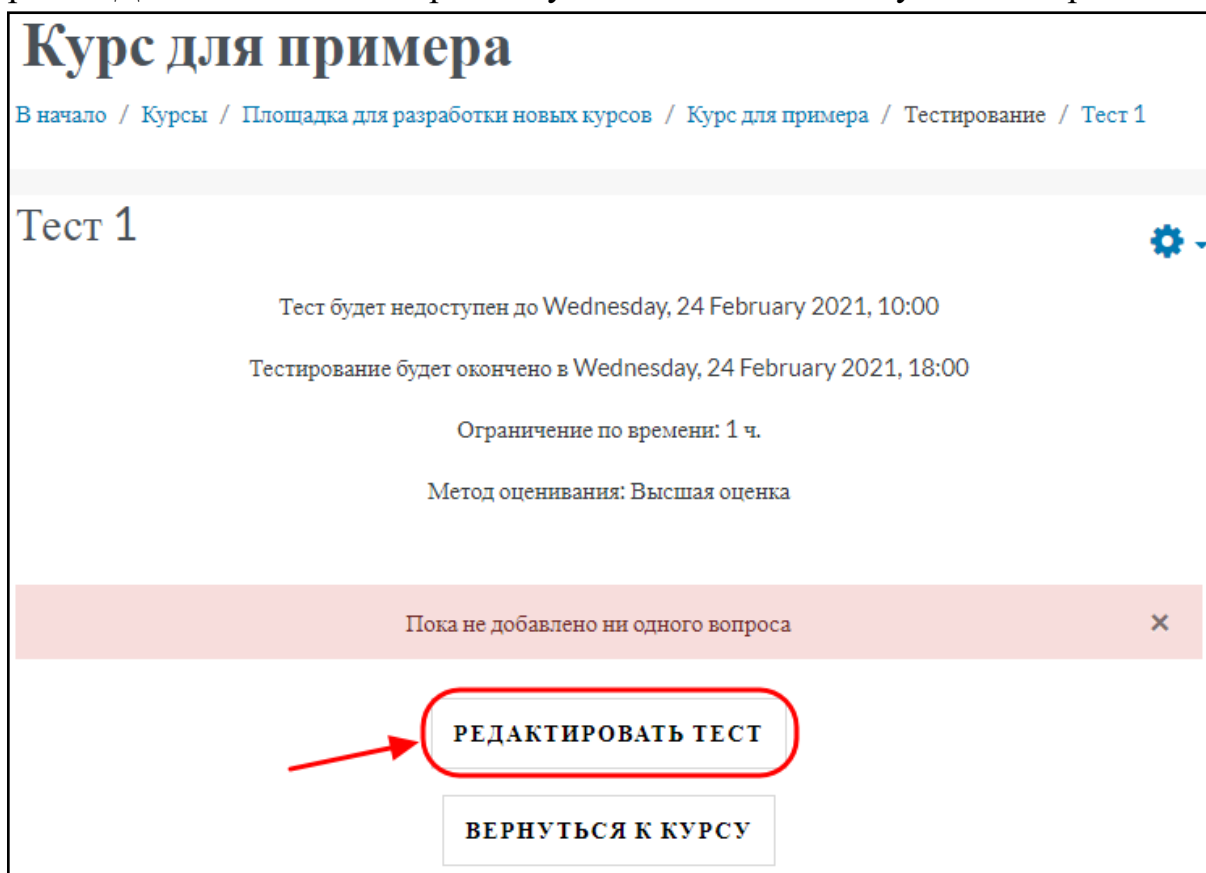 Курс для примера
В начало / Курсы / Площадка для разработки новых курсов / Курс для примера / Тестирование / Тест 1
Тест 1
Тест будет недоступен до Wednesday, 24 February 2021, 10:00
Тестирование будет окончено в Wednesday, 24 February 2021, 18:00
Ограничение по времени: 1 ч.
Метод оценивания: Высшая оценка
Пока не добавлено ни одного вопроса ×
РЕДАКТИРОВАТЬ ТЕСТ
ВЕРНУТЬСЯ К КУРСУ